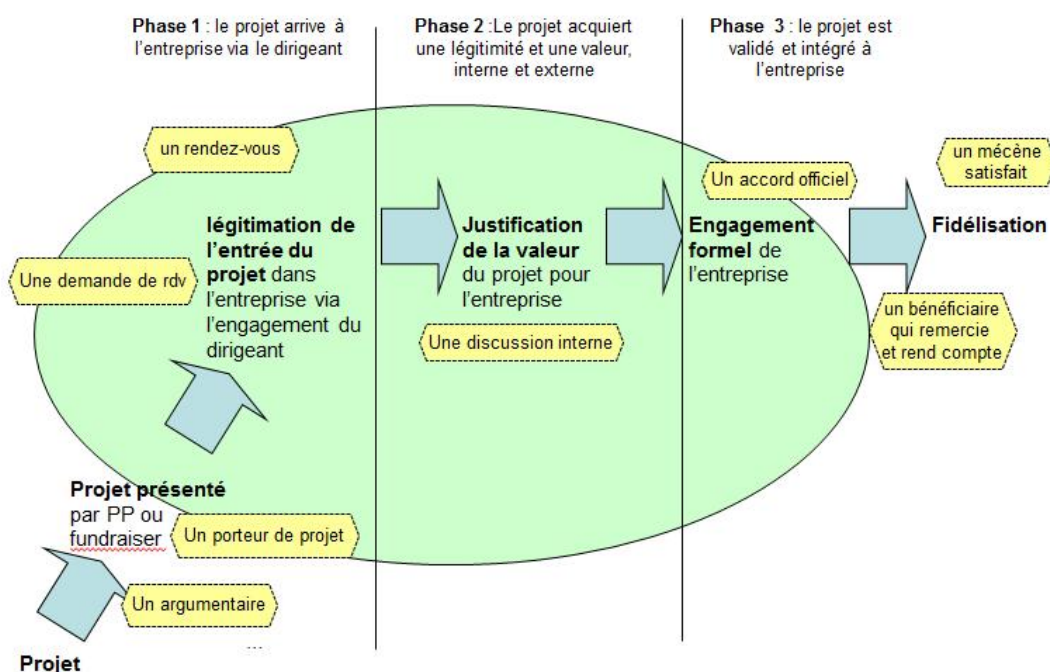 Phase 1 : le projet arrive à
l'entreprise via le dirigeant
Phase 2 :Le projet acquiert
une légitimité et une valeur,
interne et externe
Phase 3 : le projet est
validé et intégré à
l'entreprise
un rendez-vous
Une demande de rdv
légitimation de
l'entrée du
projet dans
l'entreprise via
l'engagement du
dirigeant
Projet présenté
par PP ou
fundraiser
Un porteur de projet
Un argumentaire
...
Projet
Justification
de la valeur
du projet pour
l'entreprise
Une discussion interne
Un accord officiel
Engagement
formel de
l'entreprise
un mécène
satisfait
Fidélisation
un bénéficiaire
qui remercie
et rend compte